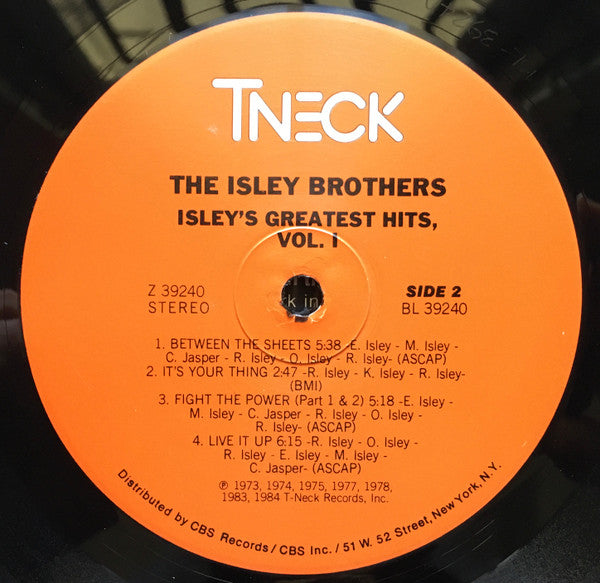 TNECK
THE ISLEY BROTHERS
ISLEY'S GREATEST HITS,
VOL. I
Z 39240
STEREO
SIDE 2
BL 39240
1. BETWEEN THE SHEETS 5:38 -E. Isley - M. Isley -
C. Jasper - R. Isley - O. Isley - R. Isley- (ASCAP)
2. IT'S YOUR THING 2:47 -R. Isley - K. Isley - R. Isley-
(BMI)
3. FIGHT THE POWER (Part 1 & 2) 5:18 -E. Isley -
M. Isley - C. Jasper - R. Isley - O. Isley -
R. Isley- (ASCAP)
4. LIVE IT UP 6:15 -R. Isley - O. Isley -
R. Isley - E. Isley - M. Isley -
C. Jasper- (ASCAP)
℗ 1973, 1974, 1975, 1977, 1978,
1983, 1984 T-Neck Records, Inc.
Distributed by CBS Records / CBS Inc. / 51 W. 52 Street, New York, N.Y.